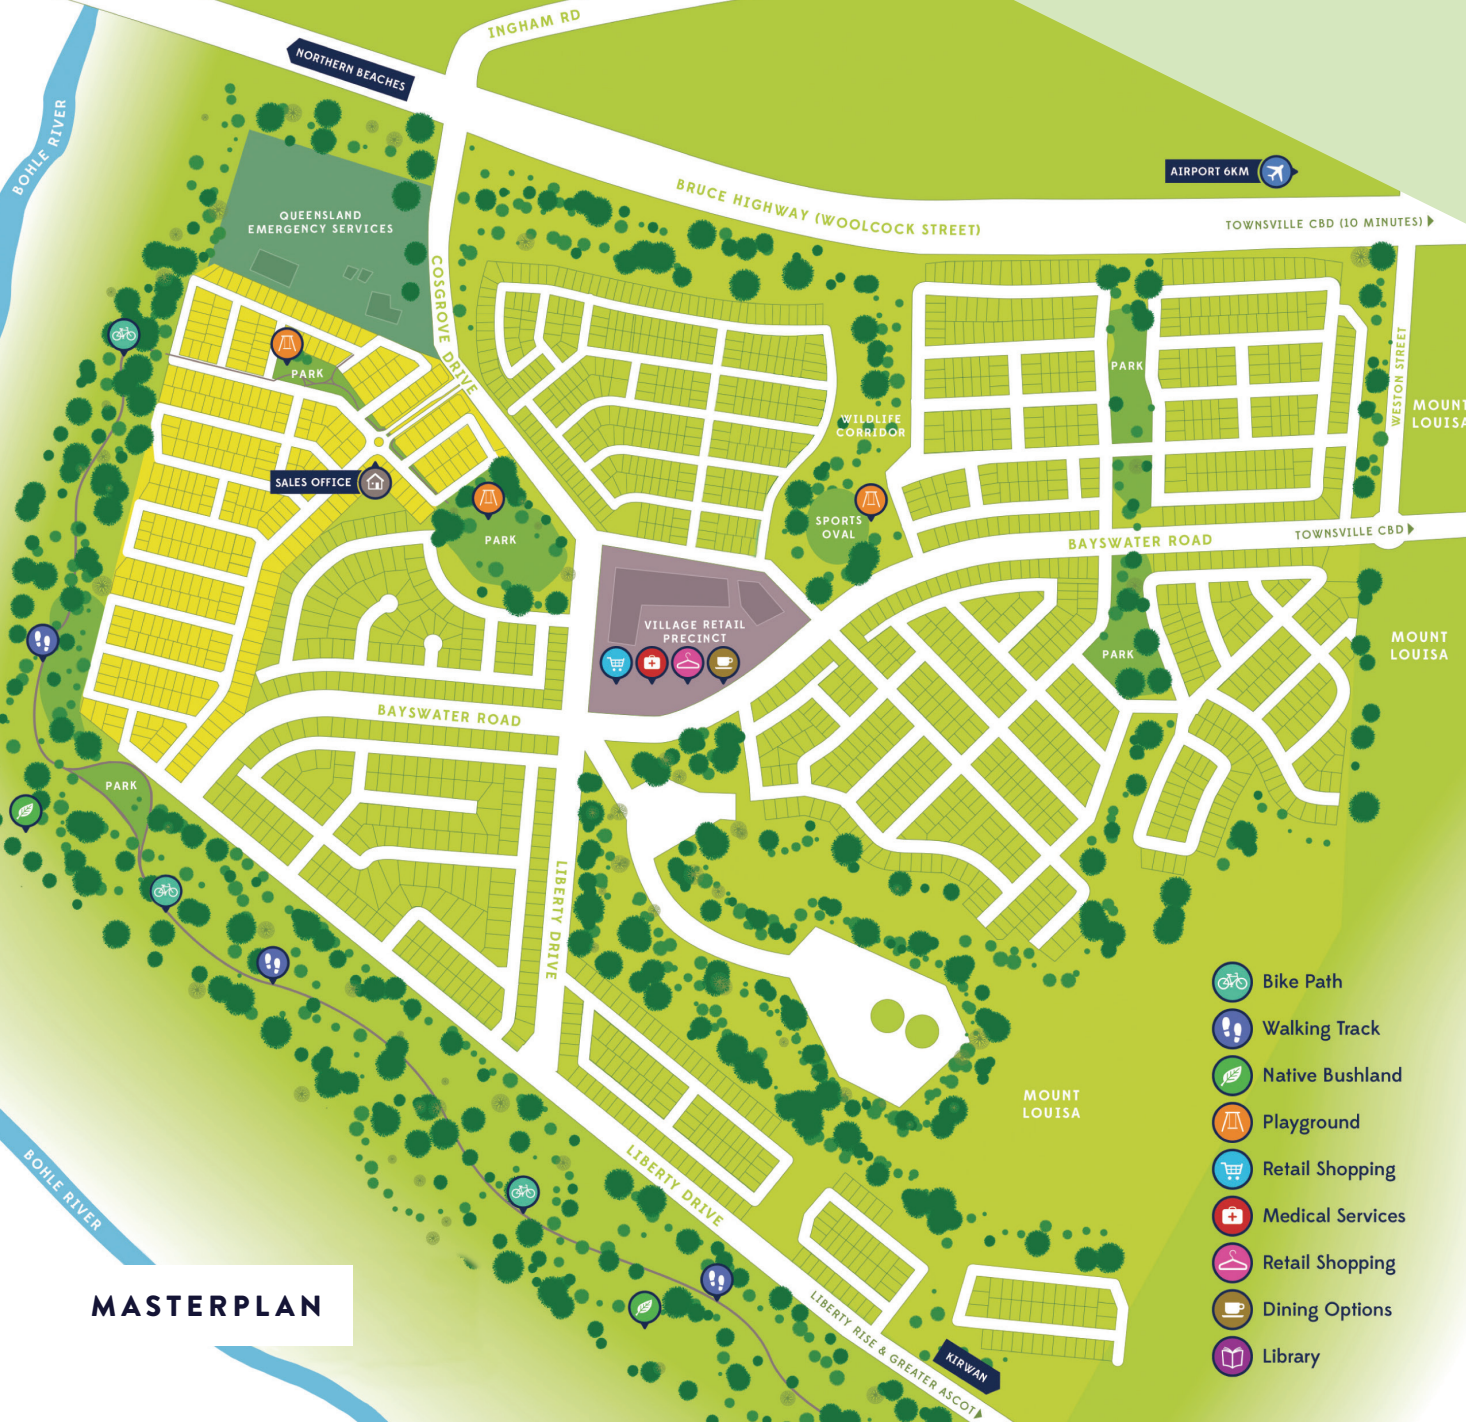 INGHAM RD
NORTHERN BEACHES
BOHLE RIVER
AIRPORT 6KM
BRUCE HIGHWAY (WOOLCOCK STREET)
TOWNSVILLE CBD (10 MINUTES)
QUEENSLAND
EMERGENCY SERVICES
COSGROVE DRIVE
PARK
PARK
WESTON STREET
WILDLIFE
CORRIDOR
MOUNT
LOUISA
SALES OFFICE
SPORTS
OVAL
PARK
BAYSWATER ROAD
TOWNSVILLE CBD
VILLAGE RETAIL
PRECINCT
PARK
MOUNT
LOUISA
BAYSWATER ROAD
PARK
LIBERTY DRIVE
Bike Path
Walking Track
Native Bushland
Playground
Retail Shopping
Medical Services
Retail Shopping
Dining Options
Library
MOUNT
LOUISA
BOHLE RIVER
LIBERTY DRIVE
MASTERPLAN
LIBERTY RISE & GREATER ASCOT
KIRWAN